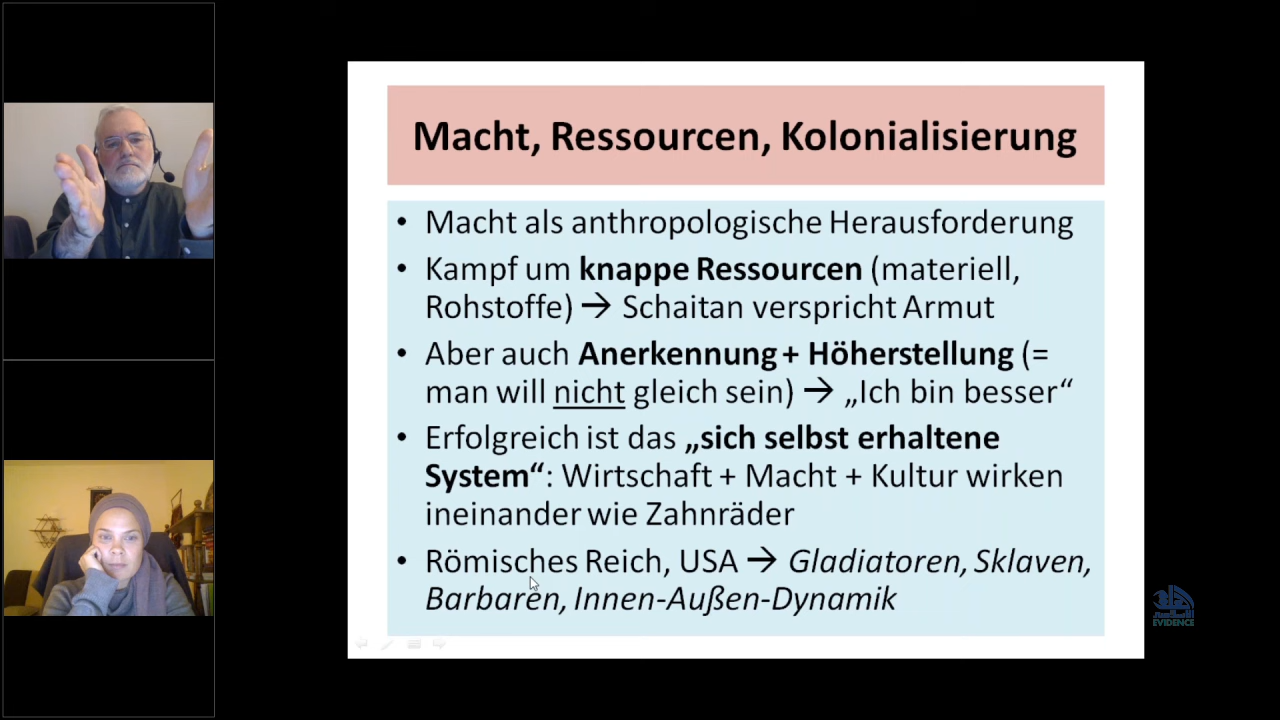 Macht, Ressourcen, Kolonialisierung
• Macht als anthropologische Herausforderung
• Kampf um knappe Ressourcen (materiell,
Rohstoffe) → Schaitan verspricht Armut
• Aber auch Anerkennung + Höherstellung (=
man will nicht gleich sein) → „Ich bin besser“
• Erfolgreich ist das „sich selbst erhaltene
System“: Wirtschaft + Macht + Kultur wirken
ineinander wie Zahnräder
• Römisches Reich, USA → Gladiatoren, Sklaven,
Barbaren, Innen-Außen-Dynamik
EVIDENCE